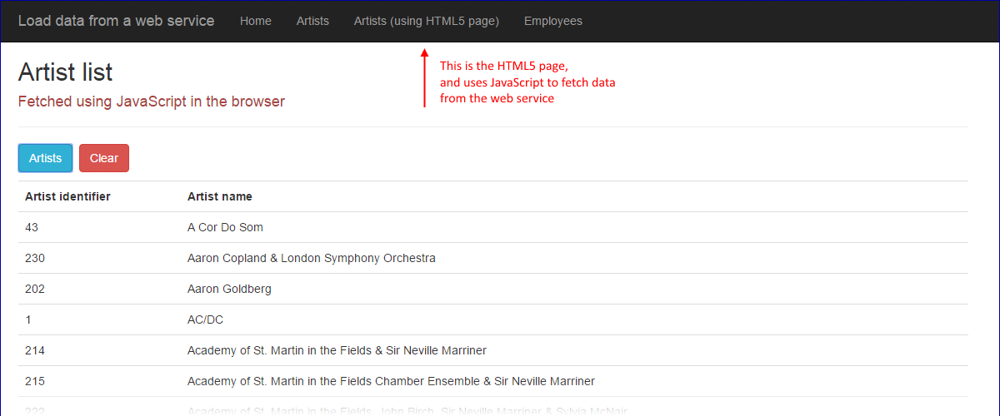 Load data from a web service Home Artists Artists (using HTML5 page) Employees
Artist list
Fetched using JavaScript in the browser
This is the HTML5 page,
and uses JavaScript to fetch data
from the web service
Artists Clear
Artist identifier Artist name
43 A Cor Do Som
230 Aaron Copland & London Symphony Orchestra
202 Aaron Goldberg
1 AC/DC
214 Academy of St. Martin in the Fields & Sir Neville Marriner
215 Academy of St. Martin in the Fields Chamber Ensemble & Sir Neville Marriner
222 Academy of St. Martin in the Fields, John Birch, Sir Neville Marriner & Sylvia McNair